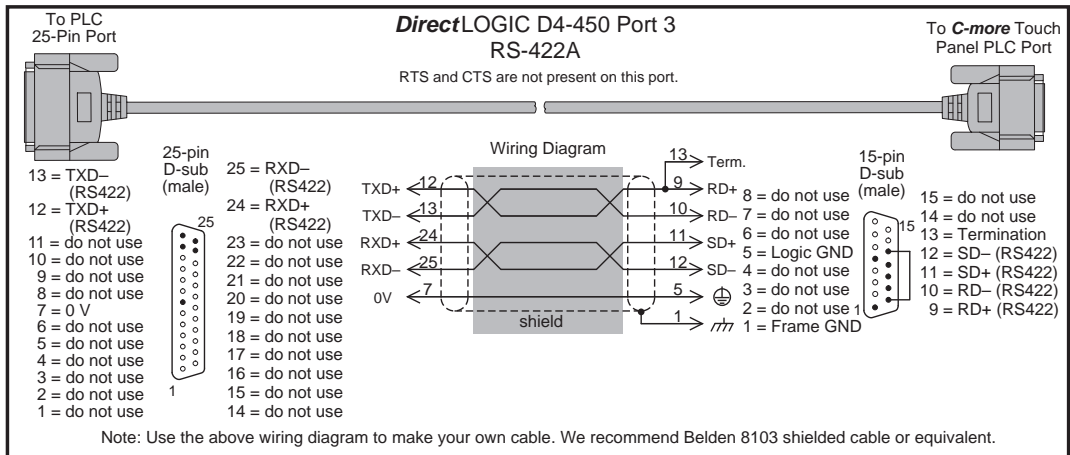 To PLC
25-Pin Port
DirectLOGIC D4-450 Port 3
RS-422A
RTS and CTS are not present on this port.
To C-more Touch
Panel PLC Port
13 = TXD–
(RS422)
12 = TXD+
(RS422)
11 = do not use
10 = do not use
9 = do not use
8 = do not use
7 = 0 V
6 = do not use
5 = do not use
4 = do not use
3 = do not use
2 = do not use
1 = do not use
25-pin
D-sub
(male)
25
1
25 = RXD–
(RS422)
24 = RXD+
(RS422)
23 = do not use
22 = do not use
21 = do not use
20 = do not use
19 = do not use
18 = do not use
17 = do not use
16 = do not use
15 = do not use
14 = do not use
Wiring Diagram
13 Term.
TXD+ 12 9 RD+
TXD– 13 10 RD–
RXD+ 24 11 SD+
RXD– 25 12 SD–
0V 7 5
shield 1
8 = do not use
7 = do not use
6 = do not use
5 = Logic GND
4 = do not use
3 = do not use
2 = do not use
1 = Frame GND
15-pin
D-sub
(male)
15
1
15 = do not use
14 = do not use
13 = Termination
12 = SD– (RS422)
11 = SD+ (RS422)
10 = RD– (RS422)
9 = RD+ (RS422)
Note: Use the above wiring diagram to make your own cable. We recommend Belden 8103 shielded cable or equivalent.